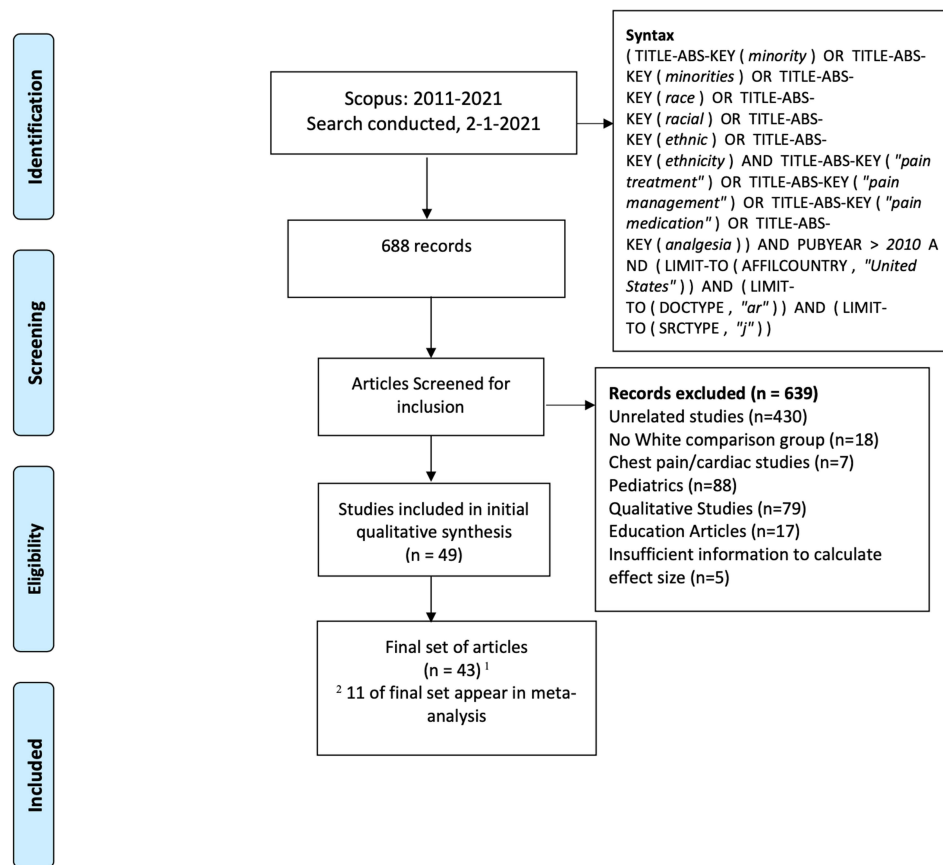 Identification
Scopus: 2011-2021
Search conducted, 2-1-2021
Syntax
( TITLE-ABS-KEY ( minority ) OR TITLE-ABS-
KEY ( minorities ) OR TITLE-ABS-
KEY ( race ) OR TITLE-ABS-
KEY ( racial ) OR TITLE-ABS-
KEY ( ethnic ) OR TITLE-ABS-
KEY ( ethnicity ) AND TITLE-ABS-KEY ( "pain
treatment" ) OR TITLE-ABS-KEY ( "pain
management" ) OR TITLE-ABS-KEY ( "pain
medication" ) OR TITLE-ABS-
KEY ( analgesia ) ) AND PUBYEAR > 2010 A
ND ( LIMIT-TO ( AFFILCOUNTRY , "United
States" ) ) AND ( LIMIT-
TO ( DOCTYPE , "ar" ) ) AND ( LIMIT-
TO ( SRCTYPE , "j" ) )
688 records
Screening
Articles Screened for
inclusion
Records excluded (n = 639)
Unrelated studies (n=430)
No White comparison group (n=18)
Chest pain/cardiac studies (n=7)
Pediatrics (n=88)
Qualitative Studies (n=79)
Education Articles (n=17)
Insufficient information to calculate
effect size (n=5)
Eligibility
Studies included in initial
qualitative synthesis
(n = 49)
Included
Final set of articles
(n = 43) 1
2 11 of final set appear in meta-
analysis